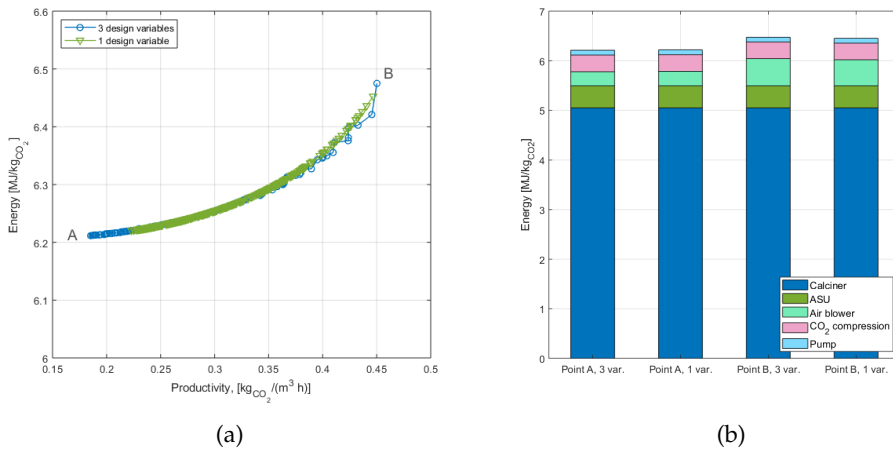 3 design variables
1 design variable
A
B
6.6
6.5
6.4
6.3
6.2
6.1
6
Energy [MJ/kg_CO_2]
0.15 0.2 0.25 0.3 0.35 0.4 0.45 0.5
Productivity, [kg_CO_2/(m³ h)]
(a)
7
6
5
4
3
2
1
0
Energy [MJ/kgCO2]
Calciner
ASU
Air blower
CO₂ compression
Pump
Point A, 3 var. Point A, 1 var. Point B, 3 var. Point B, 1 var.
(b)